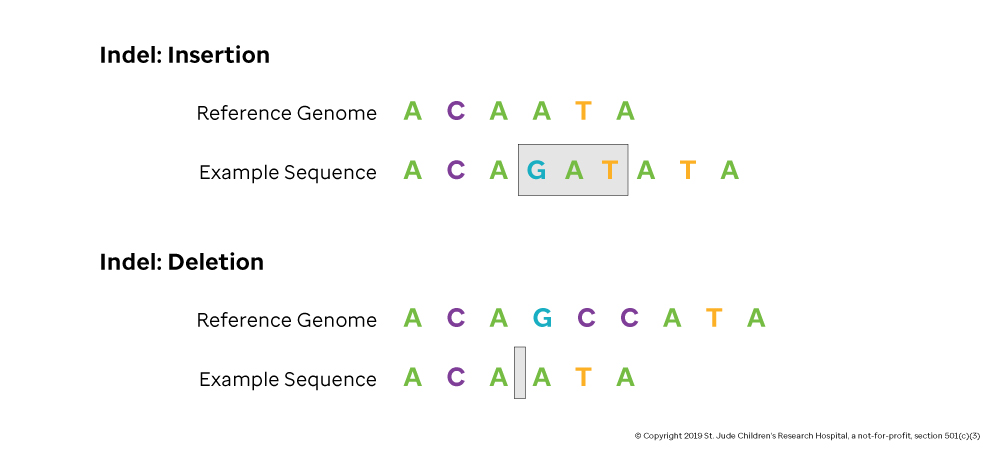 Indel: Insertion
Reference Genome A C A A T A
Example Sequence A C A G A T A T A
Indel: Deletion
Reference Genome A C A G C C A T A
Example Sequence A C A A T A
© Copyright 2019 St. Jude Children's Research Hospital, a not-for-profit, section 501(c)(3)